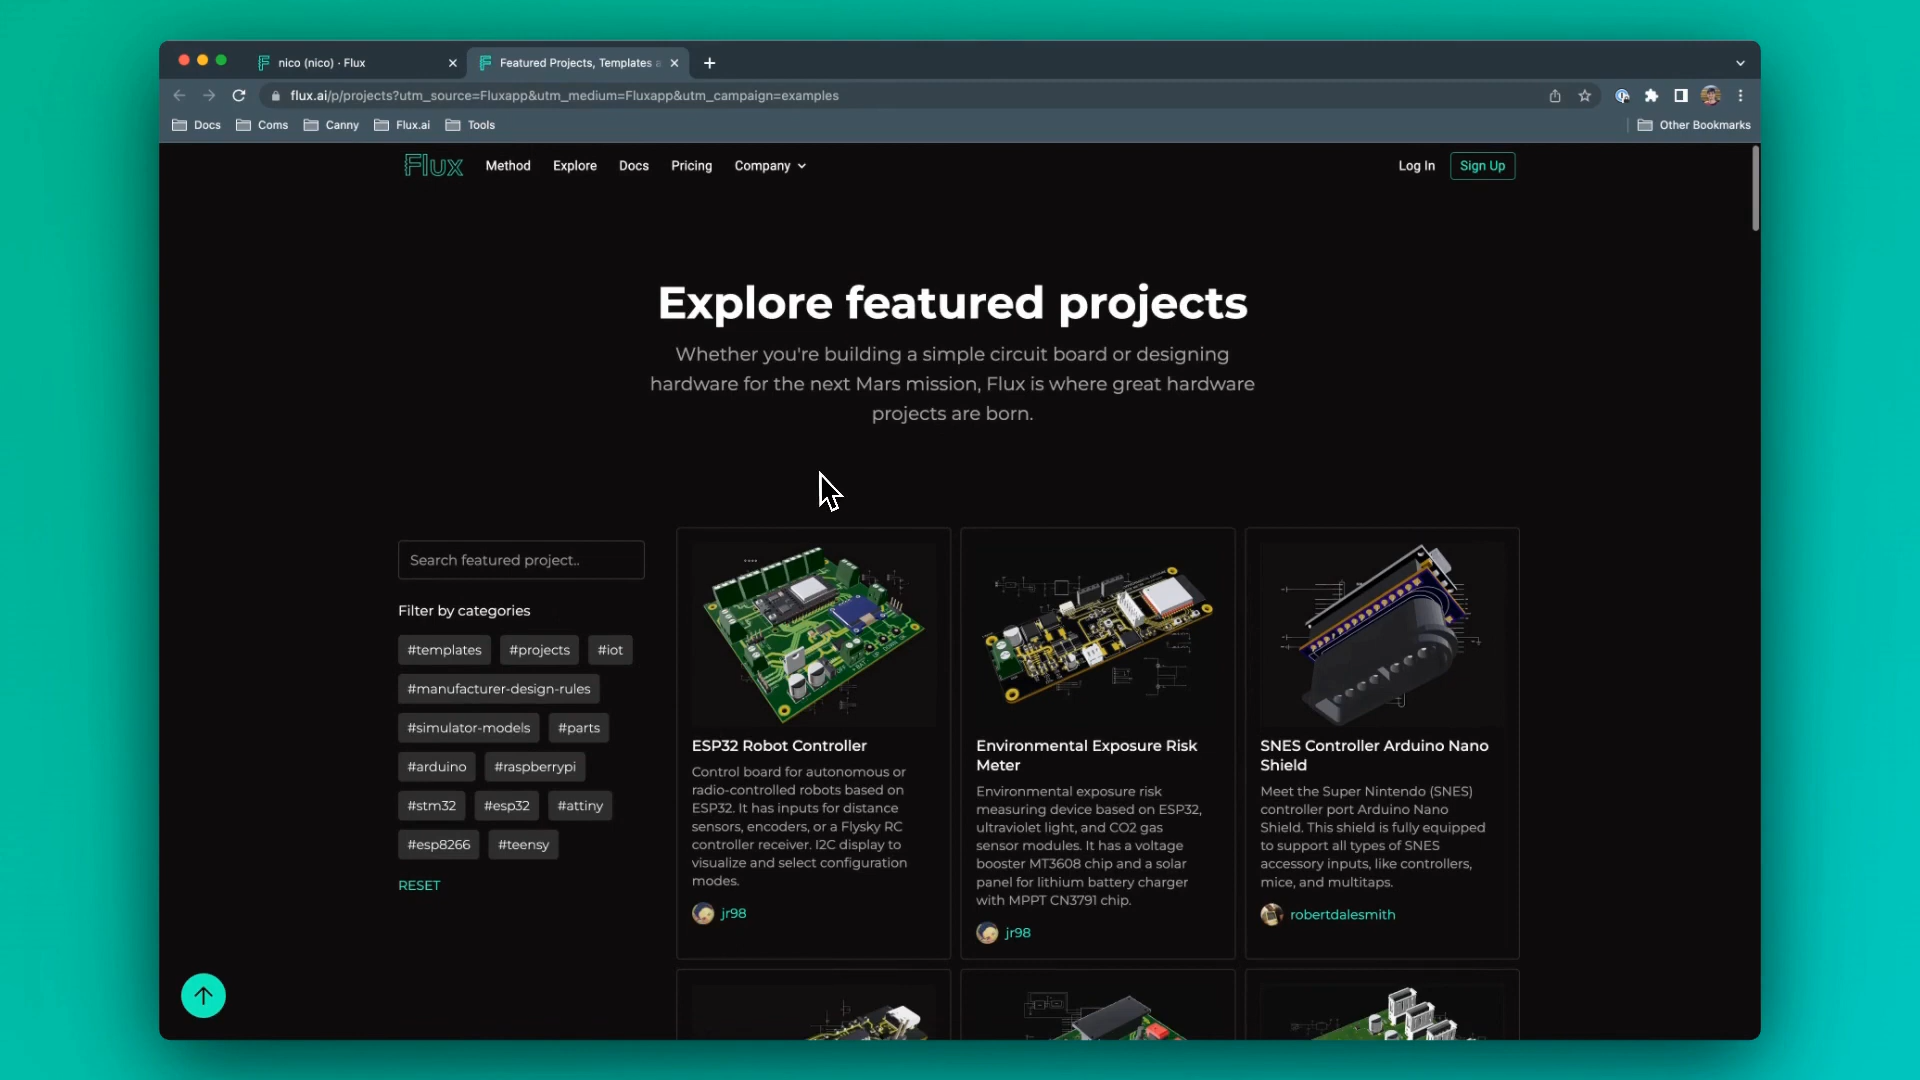 nico (nico) · Flux
Featured Projects, Templates a
flux.ai/p/projects?utm_source=Fluxapp&utm_medium=Fluxapp&utm_campaign=examples
Docs
Coms
Canny
Flux.ai
Tools
Other Bookmarks
Flux
Method
Explore
Docs
Pricing
Company
Log In
Sign Up
Explore featured projects
Whether you're building a simple circuit board or designing
hardware for the next Mars mission, Flux is where great hardware
projects are born.
Search featured project..
Filter by categories
#templates
#projects
#iot
#manufacturer-design-rules
#simulator-models
#parts
#arduino
#raspberrypi
#stm32
#esp32
#attiny
#esp8266
#teensy
RESET
ESP32 Robot Controller
Control board for autonomous or
radio-controlled robots based on
ESP32. It has inputs for distance
sensors, encoders, or a Flysky RC
controller receiver. I2C display to
visualize and select configuration
modes.
jr98
Environmental Exposure Risk
Meter
Environmental exposure risk
measuring device based on ESP32,
ultraviolet light, and CO2 gas
sensor modules. It has a voltage
booster MT3608 chip and a solar
panel for lithium battery charger
with MPPT CN3791 chip.
jr98
SNES Controller Arduino Nano
Shield
Meet the Super Nintendo (SNES)
controller port Arduino Nano
Shield. This shield is fully equipped
to support all types of SNES
accessory inputs, like controllers,
mice, and multitaps.
robertdalesmith